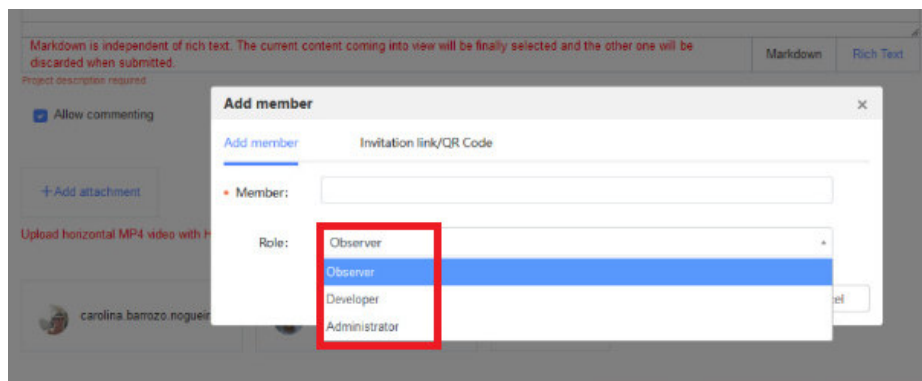 Markdown is independent of rich text. The current content coming into view will be finally selected and the other one will be
discarded when submitted.
Markdown
Rich Text
Project description required
Allow commenting
Add member
×
Add member
Invitation link/QR Code
+Add attachment
* Member:
Upload horizontal MP4 video with H
Role:
Observer
Observer
Developer
Administrator
carolina.barrozo.nogueir
el